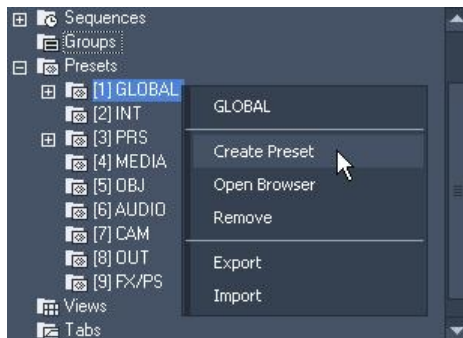 Sequences
Groups
Presets
[1] GLOBAL
[2] INT
[3] PRS
[4] MEDIA
[5] OBJ
[6] AUDIO
[7] CAM
[8] OUT
[9] FX/PS
Views
Tabs
GLOBAL
Create Preset
Open Browser
Remove
Export
Import